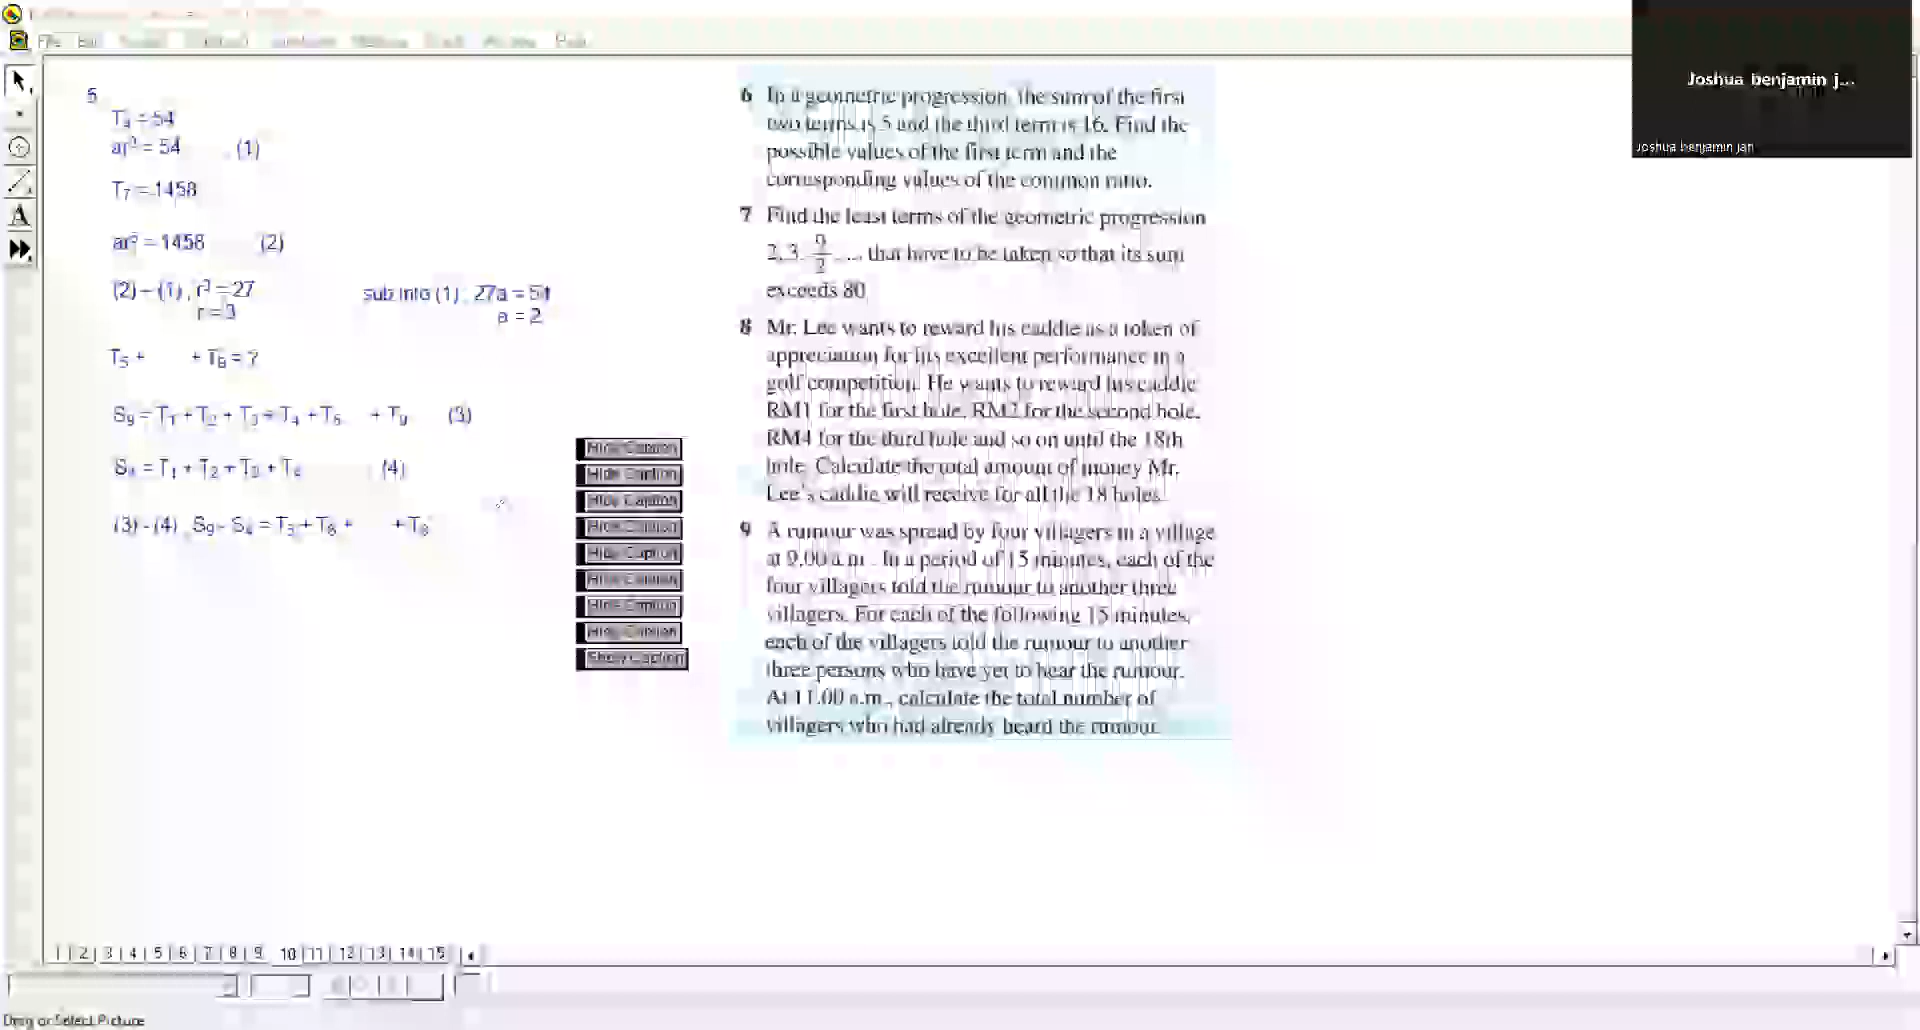 5
T₄ = 54
ar³ = 54 , (1)
T₇ = 1458
ar⁶ = 1458 (2)
(2) ÷ (1) , r³ = 27
r = 3
sub into (1) , 27a = 54
a = 2
T₅ + + T₉ = ?
S₉ = T₁ + T₂ + T₃ + T₄ + T₅ + T₉ (3)
S₄ = T₁ + T₂ + T₃ + T₄ (4)
(3) - (4) , S₉ - S₄ = T₅ + T₆ + + T₉
Hide Caption
Hide Caption
Hide Caption
Hide Caption
Hide Caption
Hide Caption
Hide Caption
Hide Caption
Show Caption
6 In a geometric progression, the sum of the first
two terms is 5 and the third term is 16. Find the
possible values of the first term and the
corresponding values of the common ratio.
7 Find the least terms of the geometric progression
2, 3, 9/2, ... that have to be taken so that its sum
exceeds 80
8 Mr. Lee wants to reward his caddie as a token of
appreciation for his excellent performance in a
golf competition. He wants to reward his caddie
RM1 for the first hole, RM2 for the second hole,
RM4 for the third hole and so on until the 18th
hole. Calculate the total amount of money Mr.
Lee's caddie will receive for all the 18 holes.
9 A rumour was spread by four villagers in a village
at 9.00 a.m.. In a period of 15 minutes, each of the
four villagers told the rumour to another three
villagers. For each of the following 15 minutes,
each of the villagers told the rumour to another
three persons who have yet to hear the rumour.
At 11.00 a.m., calculate the total number of
villagers who had already heard the rumour.
Joshua benjamin j...
Joshua benjamin jan
File
A
1 2 3 4 5 6 7 8 9 10 11 12 13 14 15
Drag or Select Picture